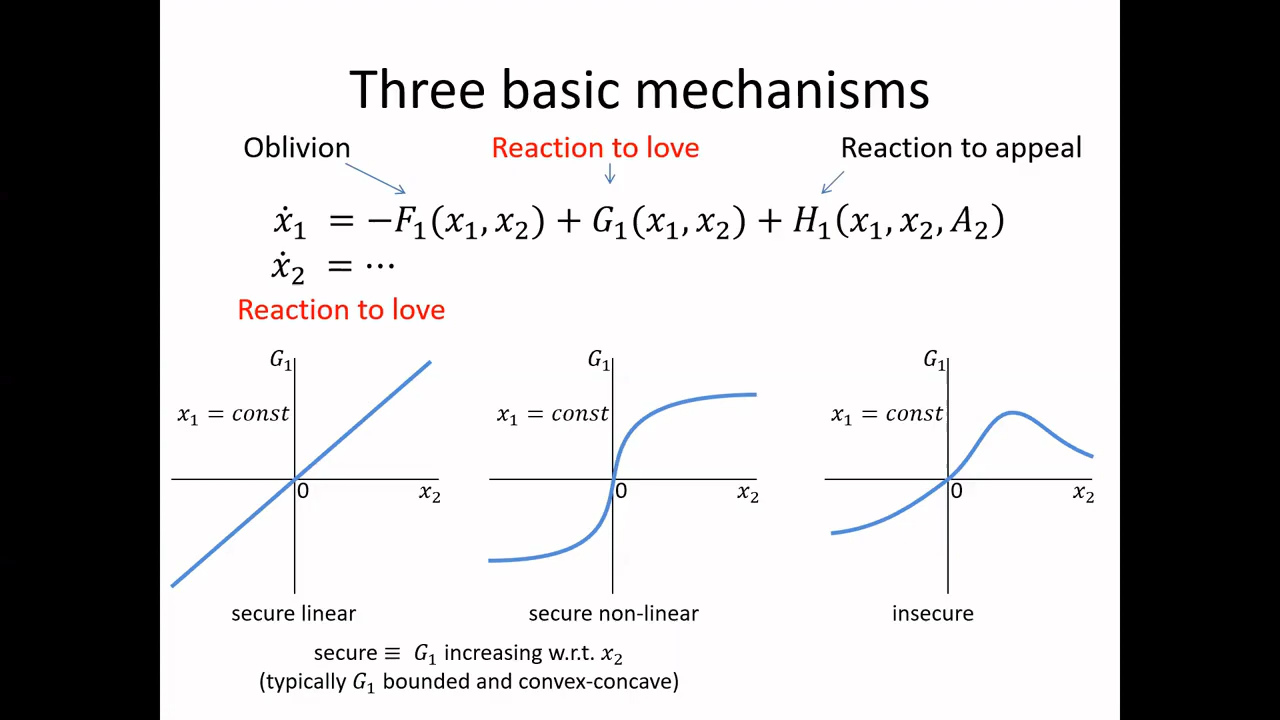 Three basic mechanisms
Oblivion Reaction to love Reaction to appeal
ẋ₁ = −F₁(x₁, x₂) + G₁(x₁, x₂) + H₁(x₁, x₂, A₂)
ẋ₂ = ⋯
Reaction to love
G₁ G₁ G₁
x₁ = const x₁ = const x₁ = const
0 x₂ 0 x₂ 0 x₂
secure linear secure non-linear insecure
secure ≡ G₁ increasing w.r.t. x₂
(typically G₁ bounded and convex-concave)